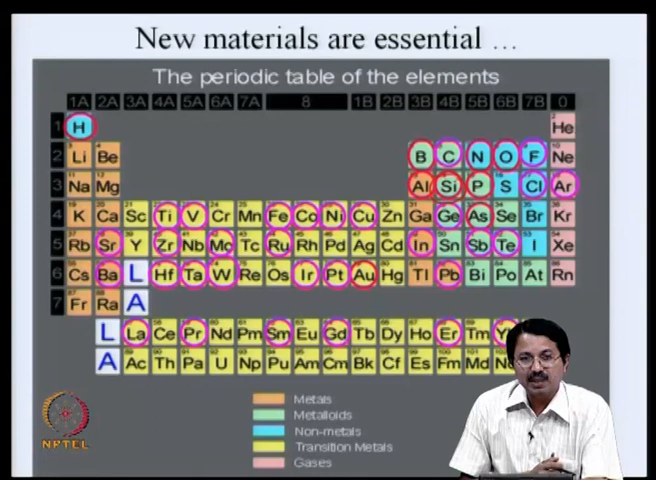 New materials are essential ...
The periodic table of the elements
1A 2A 3A 4A 5A 6A 7A 8 1B 2B 3B 4B 5B 6B 7B 0
1 H He
2 Li Be B C N O F Ne
3 Na Mg Al Si P S Cl Ar
4 K Ca Sc Ti V Cr Mn Fe Co Ni Cu Zn Ga Ge As Se Br Kr
5 Rb Sr Y Zr Nb Mo Tc Ru Rh Pd Ag Cd In Sn Sb Te I Xe
6 Cs Ba L Hf Ta W Re Os Ir Pt Au Hg Tl Pb Bi Po At Rn
7 Fr Ra A
L La Ce Pr Nd Pm Sm Eu Gd Tb Dy Ho Er Tm
A Ac Th Pa U Np Pu Am Cm Bk Cf Es Fm Md
Metals
Metalloids
Non-metals
Transition Metals
Gases
NPTEL